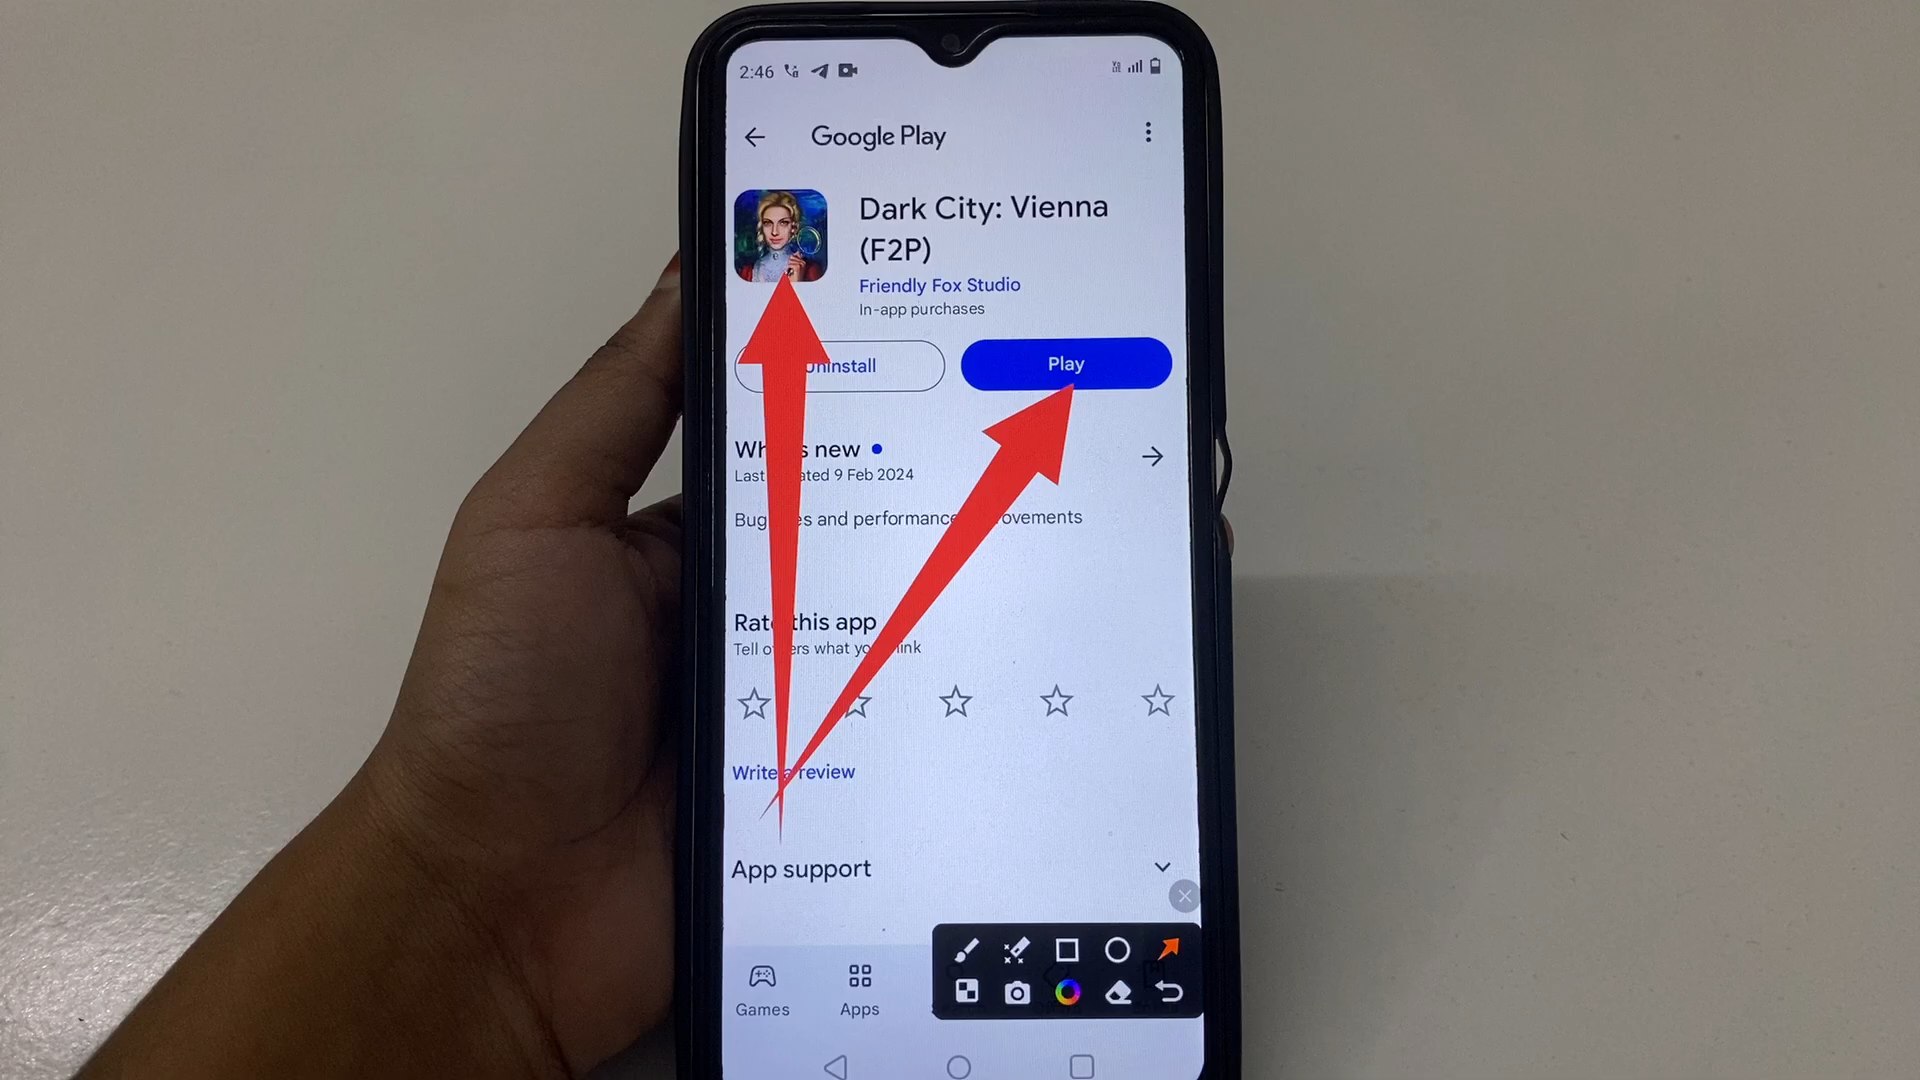 2:46
Google Play
Dark City: Vienna
(F2P)
Friendly Fox Studio
In-app purchases
Uninstall
Play
What's new
Last updated 9 Feb 2024
Bug fixes and performance improvements
Rate this app
Tell others what you think
Write a review
App support
Games
Apps